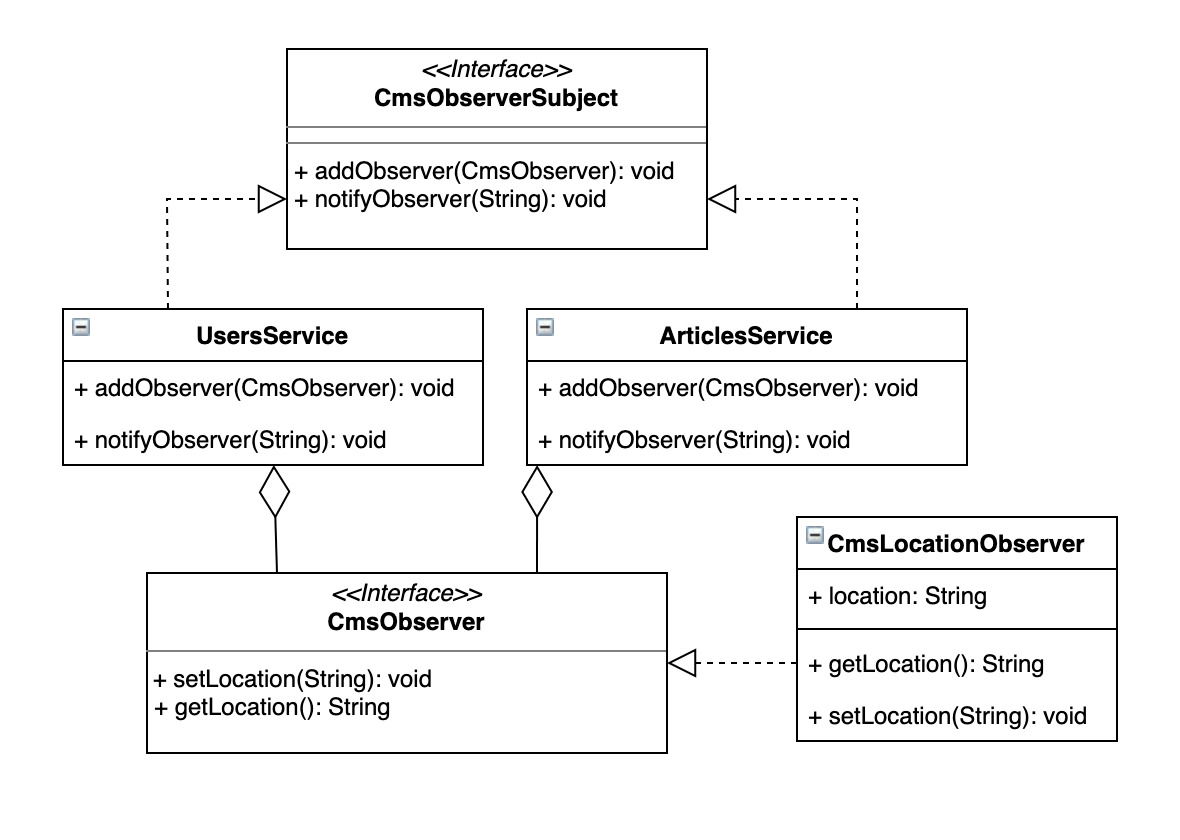 <<Interface>>
CmsObserverSubject
+ addObserver(CmsObserver): void
+ notifyObserver(String): void
UsersService
+ addObserver(CmsObserver): void
+ notifyObserver(String): void
ArticlesService
+ addObserver(CmsObserver): void
+ notifyObserver(String): void
<<Interface>>
CmsObserver
+ setLocation(String): void
+ getLocation(): String
CmsLocationObserver
+ location: String
+ getLocation(): String
+ setLocation(String): void